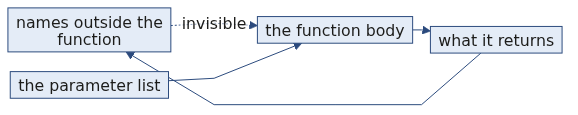 names outside the
function
invisible
the function body
what it returns
the parameter list